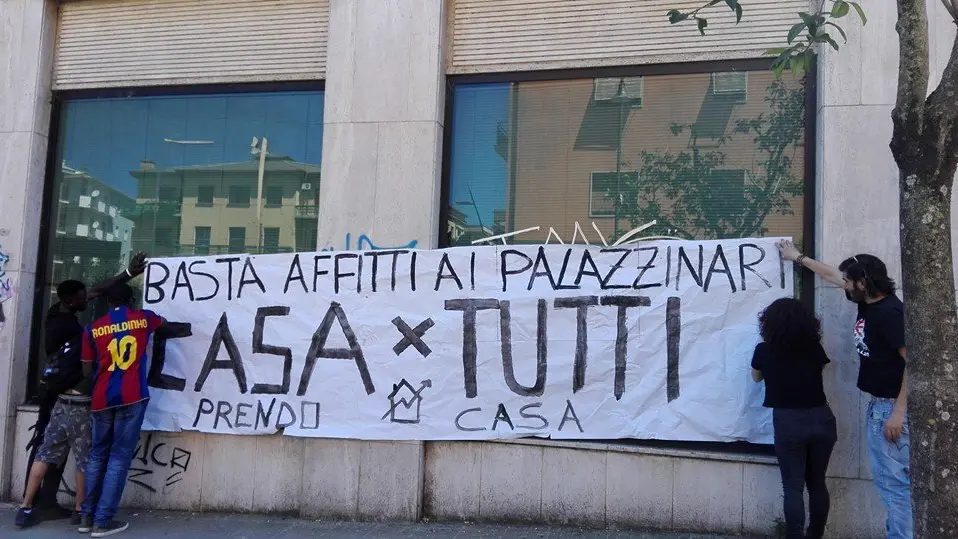 BASTA AFFITTI AI PALAZZINARI
CASA × TUTTI
PRENDO CASA
RONALDINHO
10